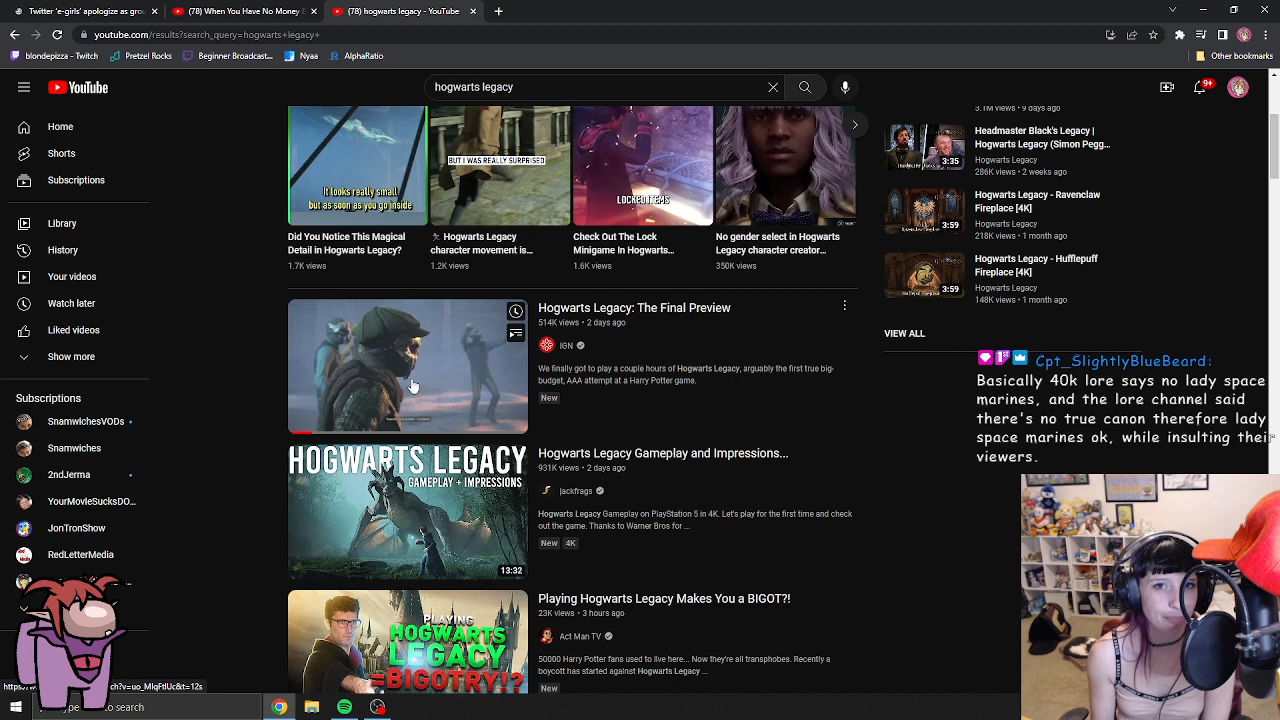 Twitter 'e-girls' apologize as grou
(78) When You Have No Money D
(78) hogwarts legacy - YouTube
youtube.com/results?search_query=hogwarts+legacy+
blondepizza - Twitch
Pretzel Rocks
Beginner Broadcast...
Nyaa
AlphaRatio
Other bookmarks
YouTube
hogwarts legacy
9+
Home
Shorts
Subscriptions
Library
History
Your videos
Watch later
Liked videos
Show more
Subscriptions
SnamwichesVODs
Snamwiches
2ndJerma
YourMovieSucksDO...
JonTronShow
RedLetterMedia
It looks really small
but as soon as you go inside
BUT I WAS REALLY SURPRISED
LOCKED ITEMS
Did You Notice This Magical
Detail in Hogwarts Legacy?
1.7K views
Hogwarts Legacy
character movement is...
1.2K views
Check Out The Lock
Minigame In Hogwarts...
1.6K views
No gender select in Hogwarts
Legacy character creator...
350K views
Hogwarts Legacy: The Final Preview
514K views • 2 days ago
IGN
We finally got to play a couple hours of Hogwarts Legacy, arguably the first true big-
budget, AAA attempt at a Harry Potter game.
New
HOGWARTS LEGACY
GAMEPLAY + IMPRESSIONS
13:32
Hogwarts Legacy Gameplay and Impressions...
931K views • 2 days ago
jackfrags
Hogwarts Legacy Gameplay on PlayStation 5 in 4K. Let's play for the first time and check
out the game. Thanks to Warner Bros for ...
New 4K
PLAYING
HOGWARTS
LEGACY
=BIGOTRY!?
Playing Hogwarts Legacy Makes You a BIGOT?!
23K views • 3 hours ago
Act Man TV
50000 Harry Potter fans used to live here... Now they're all transphobes. Recently a
boycott has started against Hogwarts Legacy ...
New
3.1M views • 9 days ago
Headmaster Black's Legacy |
Hogwarts Legacy (Simon Pegg...
Hogwarts Legacy
286K views • 2 weeks ago
3:35
Hogwarts Legacy - Ravenclaw
Fireplace [4K]
Hogwarts Legacy
218K views • 1 month ago
3:59
Hogwarts Legacy - Hufflepuff
Fireplace [4K]
Hogwarts Legacy
148K views • 1 month ago
3:59
VIEW ALL
Cpt_SlightlyBlueBeard:
Basically 40k lore says no lady space
marines, and the lore channel said
there's no true canon therefore lady
space marines ok, while insulting their
viewers.
to search